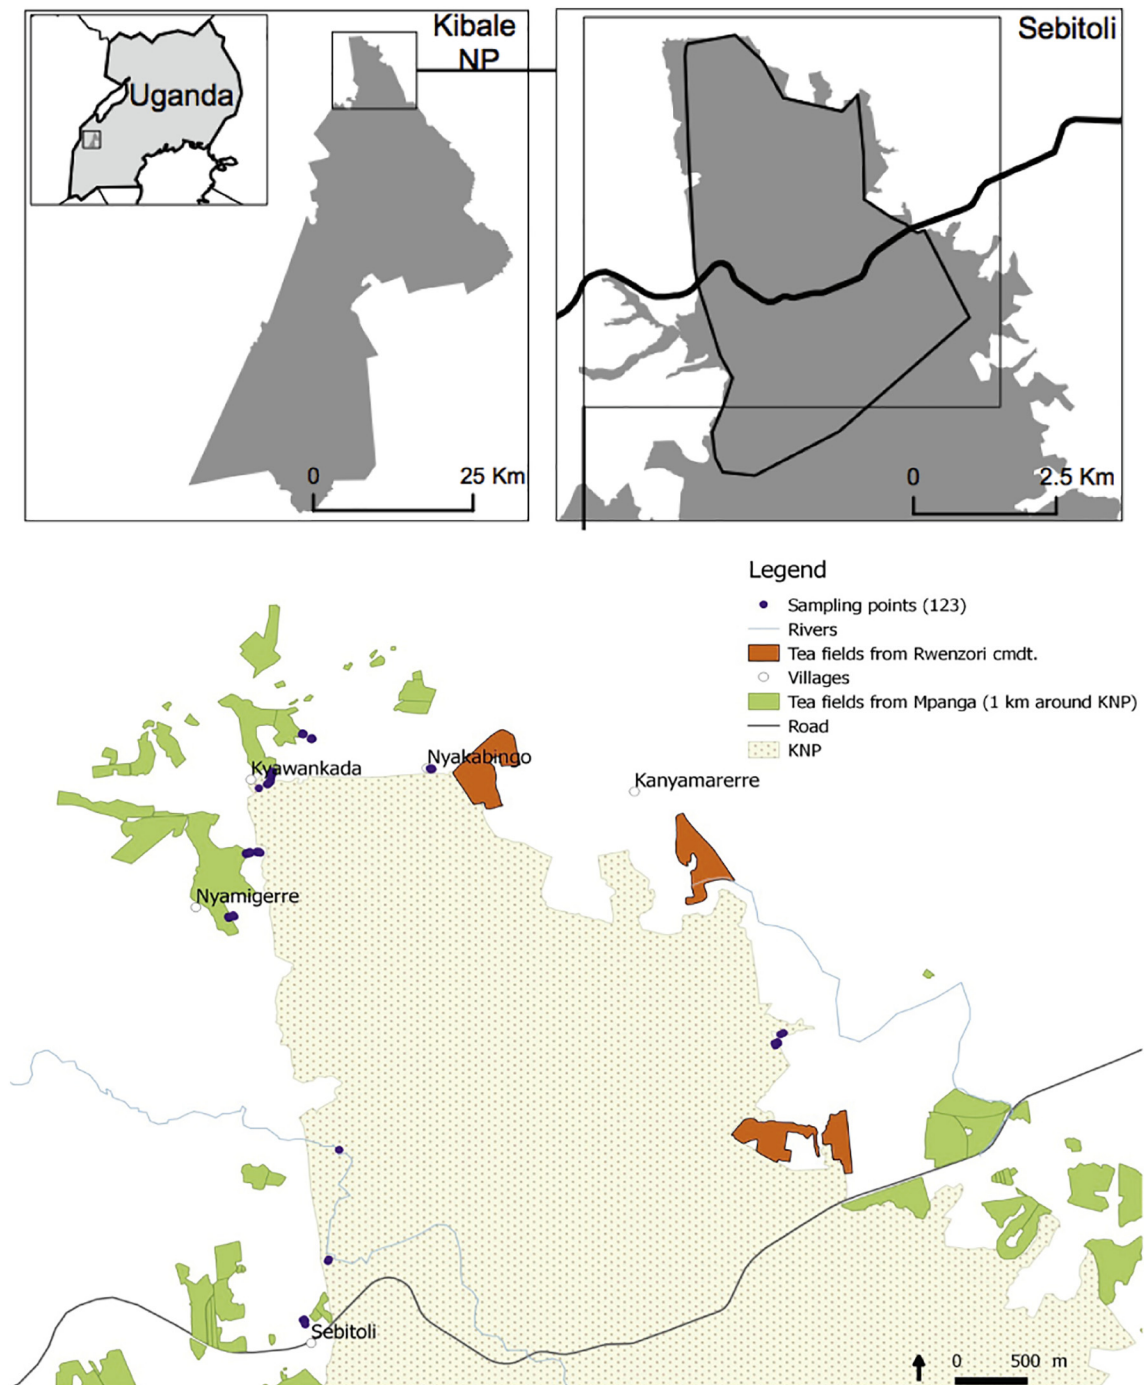 Kibale
NP
Uganda
0
25 Km
Sebitoli
0
2.5 Km
Legend
Sampling points (123)
Rivers
Tea fields from Rwenzori cmdt.
Villages
Tea fields from Mpanga (1 km around KNP)
Road
KNP
Nyakabingo
Kyawankada
Kanyamarerre
Nyamigerre
Sebitoli
0
500 m